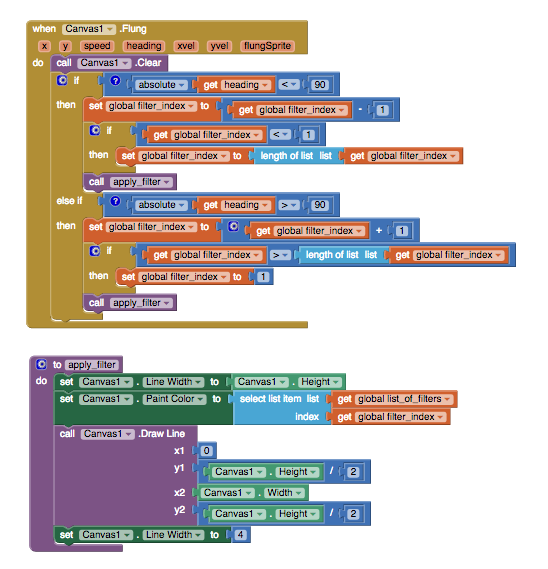 when Canvas1 .Flung
x y speed heading xvel yvel flungSprite
do call Canvas1 .Clear
if absolute get heading < 90
then set global filter_index to get global filter_index - 1
if get global filter_index < 1
then set global filter_index to length of list list get global filter_index
call apply_filter
else if absolute get heading > 90
then set global filter_index to get global filter_index + 1
if get global filter_index > length of list list get global filter_index
then set global filter_index to 1
call apply_filter
to apply_filter
do set Canvas1 . Line Width to Canvas1 . Height
set Canvas1 . Paint Color to select list item list get global list_of_filters
index get global filter_index
call Canvas1 .Draw Line
x1 0
y1 Canvas1 . Height / 2
x2 Canvas1 . Width
y2 Canvas1 . Height / 2
set Canvas1 . Line Width to 4